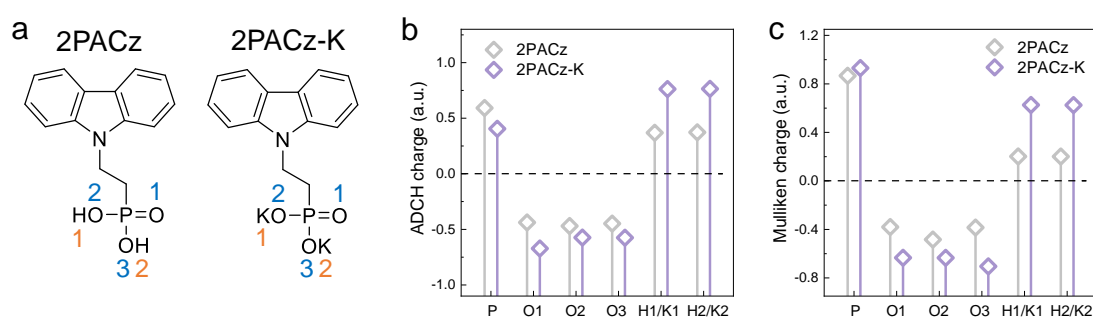 a
2PACz
2PACz-K
N
N
2
1
2
1
HO
P
O
KO
P
O
1
OH
1
OK
3 2
3 2
b
2PACz
2PACz-K
ADCH charge (a.u.)
1.0
0.5
0.0
-0.5
-1.0
P O1 O2 O3 H1/K1 H2/K2
c
2PACz
2PACz-K
Mulliken charge (a.u.)
1.2
0.8
0.4
0.0
-0.4
-0.8
P O1 O2 O3 H1/K1 H2/K2